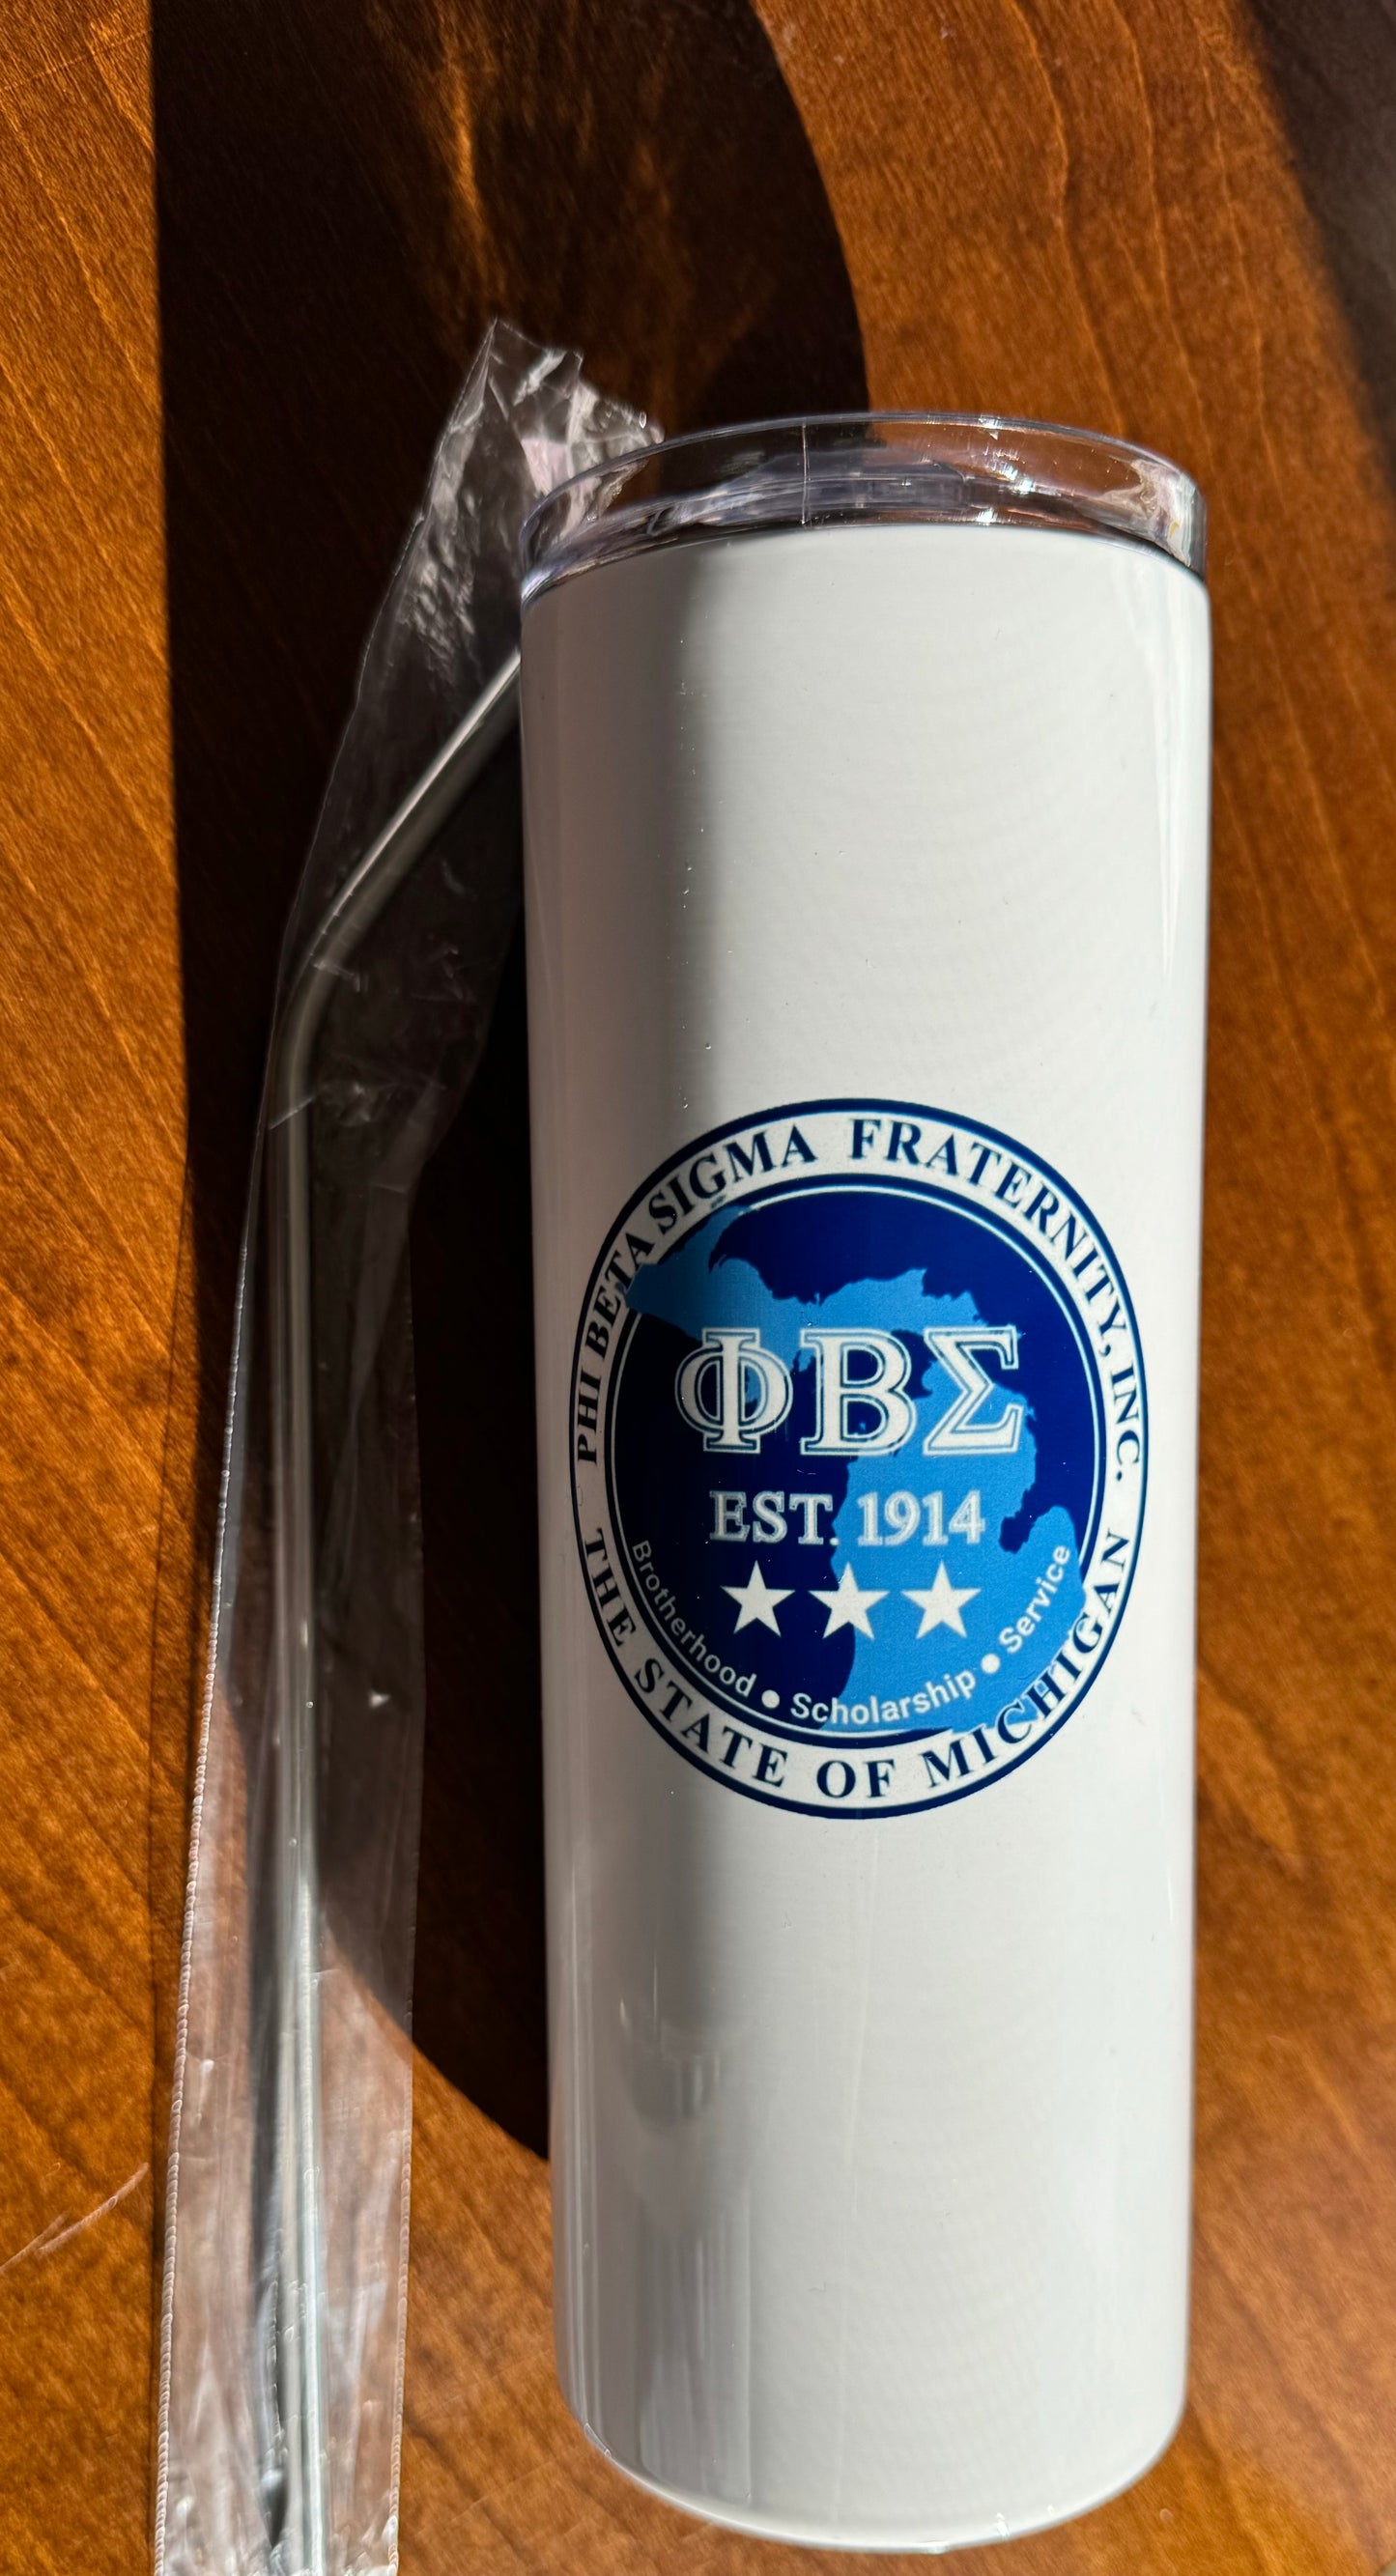 PHI BETA SIGMA FRATERNITY, INC.
ΦΒΣ
EST. 1914
Brotherhood • Scholarship • Service
THE STATE OF MICHIGAN